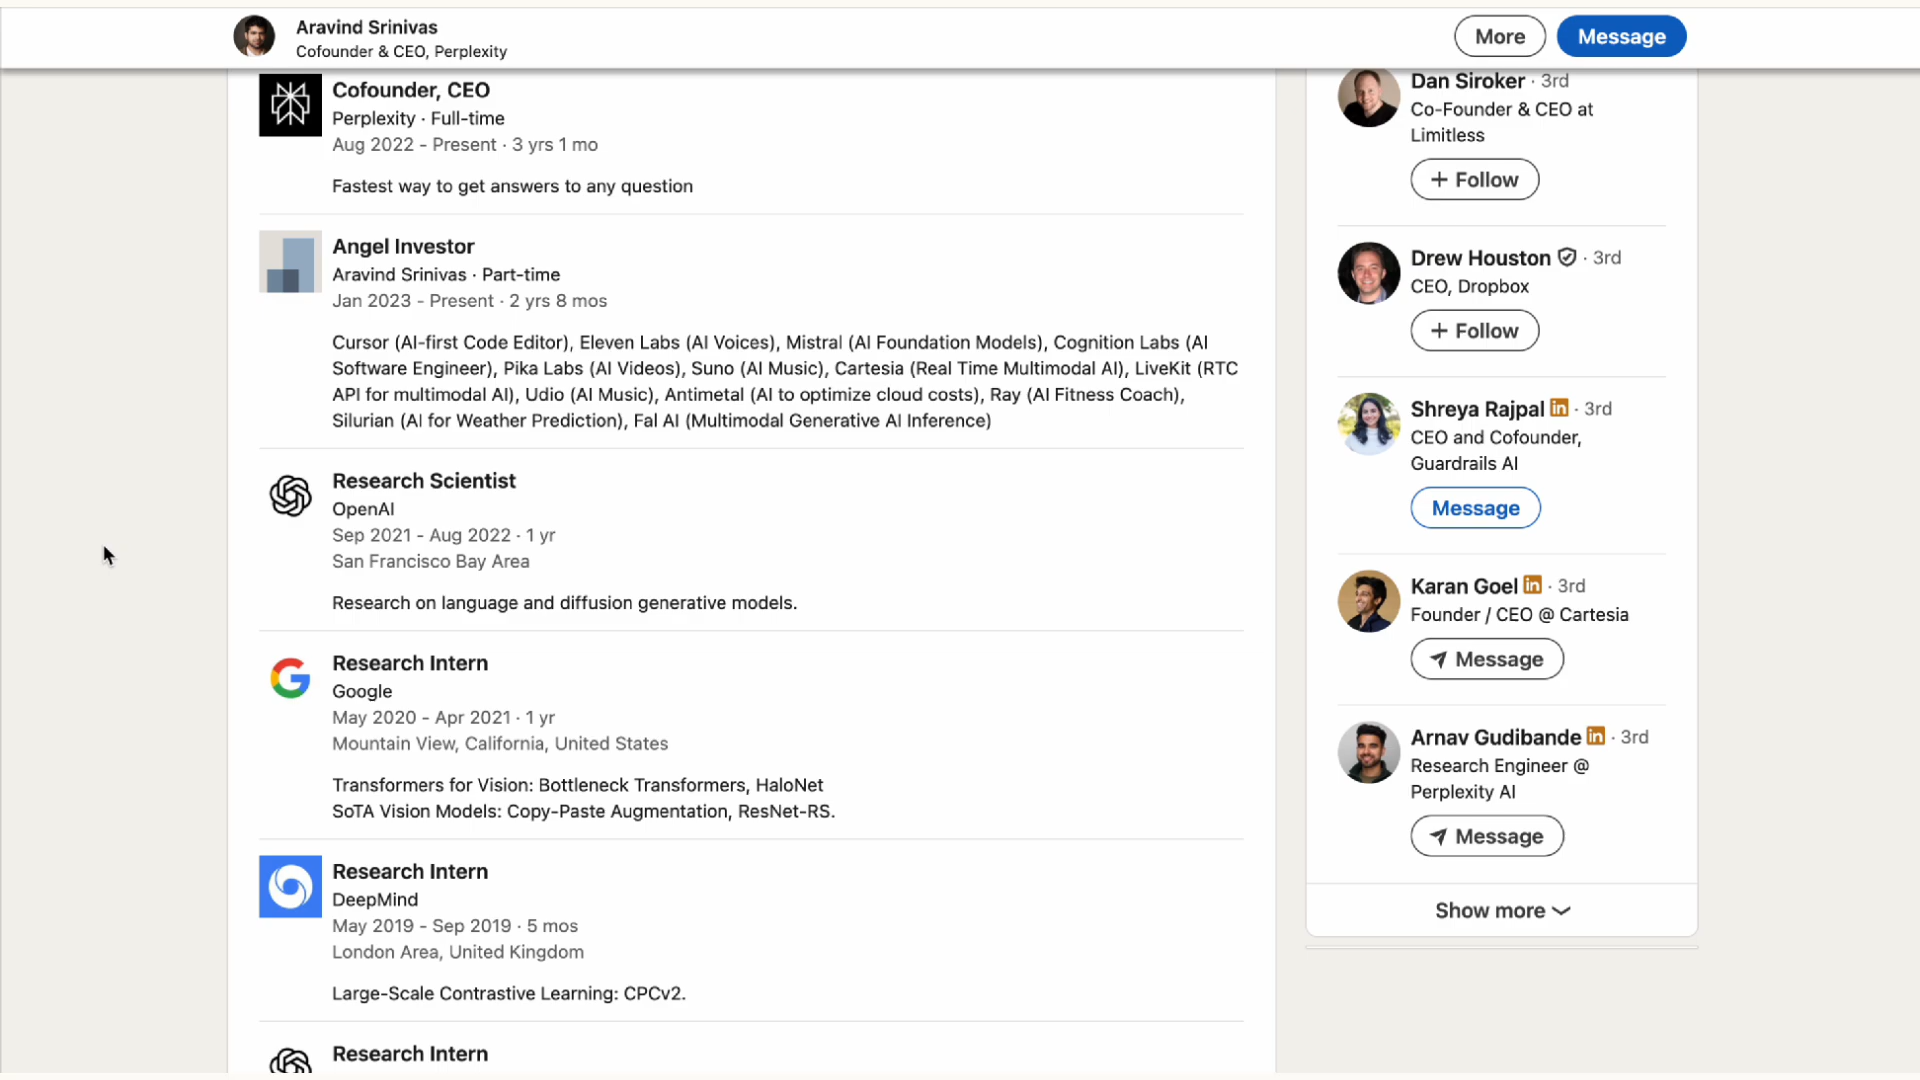 Aravind Srinivas
Cofounder & CEO, Perplexity
More
Message
Cofounder, CEO
Perplexity · Full-time
Aug 2022 - Present · 3 yrs 1 mo
Fastest way to get answers to any question
Angel Investor
Aravind Srinivas · Part-time
Jan 2023 - Present · 2 yrs 8 mos
Cursor (AI-first Code Editor), Eleven Labs (AI Voices), Mistral (AI Foundation Models), Cognition Labs (AI
Software Engineer), Pika Labs (AI Videos), Suno (AI Music), Cartesia (Real Time Multimodal AI), LiveKit (RTC
API for multimodal AI), Udio (AI Music), Antimetal (AI to optimize cloud costs), Ray (AI Fitness Coach),
Silurian (AI for Weather Prediction), Fal AI (Multimodal Generative AI Inference)
Research Scientist
OpenAI
Sep 2021 - Aug 2022 · 1 yr
San Francisco Bay Area
Research on language and diffusion generative models.
Research Intern
Google
May 2020 - Apr 2021 · 1 yr
Mountain View, California, United States
Transformers for Vision: Bottleneck Transformers, HaloNet
SoTA Vision Models: Copy-Paste Augmentation, ResNet-RS.
Research Intern
DeepMind
May 2019 - Sep 2019 · 5 mos
London Area, United Kingdom
Large-Scale Contrastive Learning: CPCv2.
Research Intern
Dan Siroker · 3rd
Co-Founder & CEO at
Limitless
+ Follow
Drew Houston · 3rd
CEO, Dropbox
+ Follow
Shreya Rajpal in · 3rd
CEO and Cofounder,
Guardrails AI
Message
Karan Goel in · 3rd
Founder / CEO @ Cartesia
Message
Arnav Gudibande in · 3rd
Research Engineer @
Perplexity AI
Message
Show more